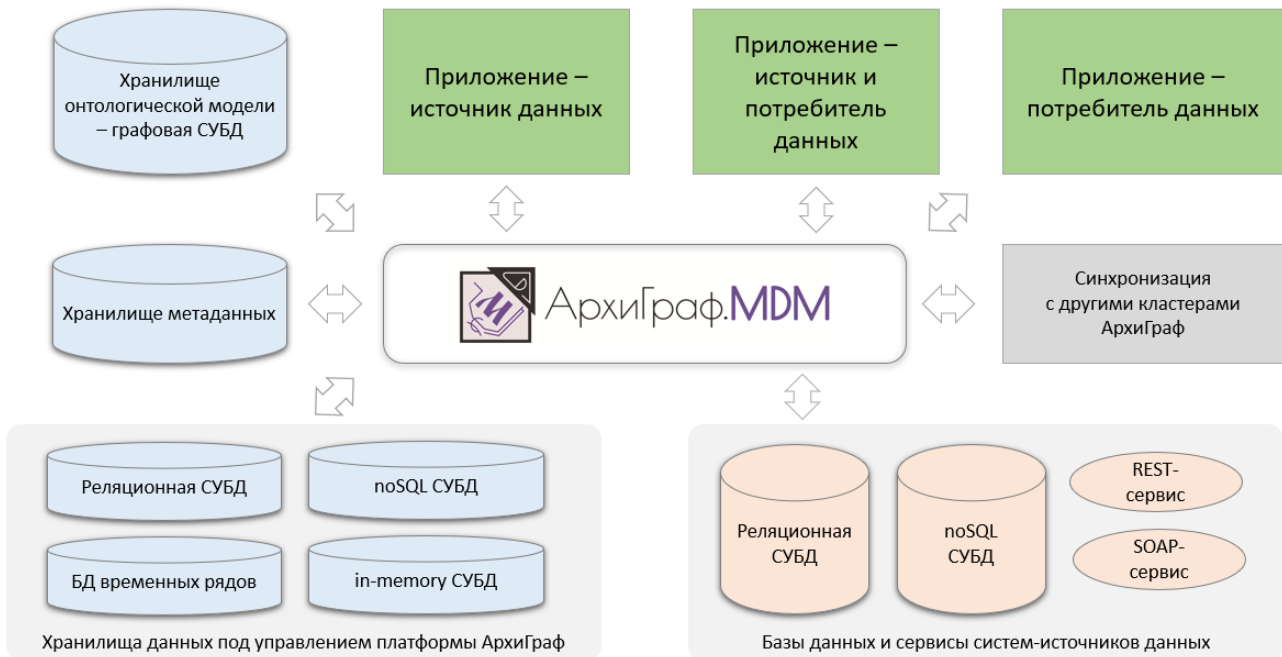 Хранилище
онтологической модели
– графовая СУБД
Приложение –
источник данных
Приложение –
источник и
потребитель
данных
Приложение –
потребитель данных
Хранилище метаданных
АрхиГраф.MDM
Синхронизация
с другими кластерами
АрхиГраф
Реляционная СУБД
noSQL СУБД
БД временных рядов
in-memory СУБД
Хранилища данных под управлением платформы АрхиГраф
Реляционная
СУБД
noSQL
СУБД
REST-
сервис
SOAP-
сервис
Базы данных и сервисы систем-источников данных